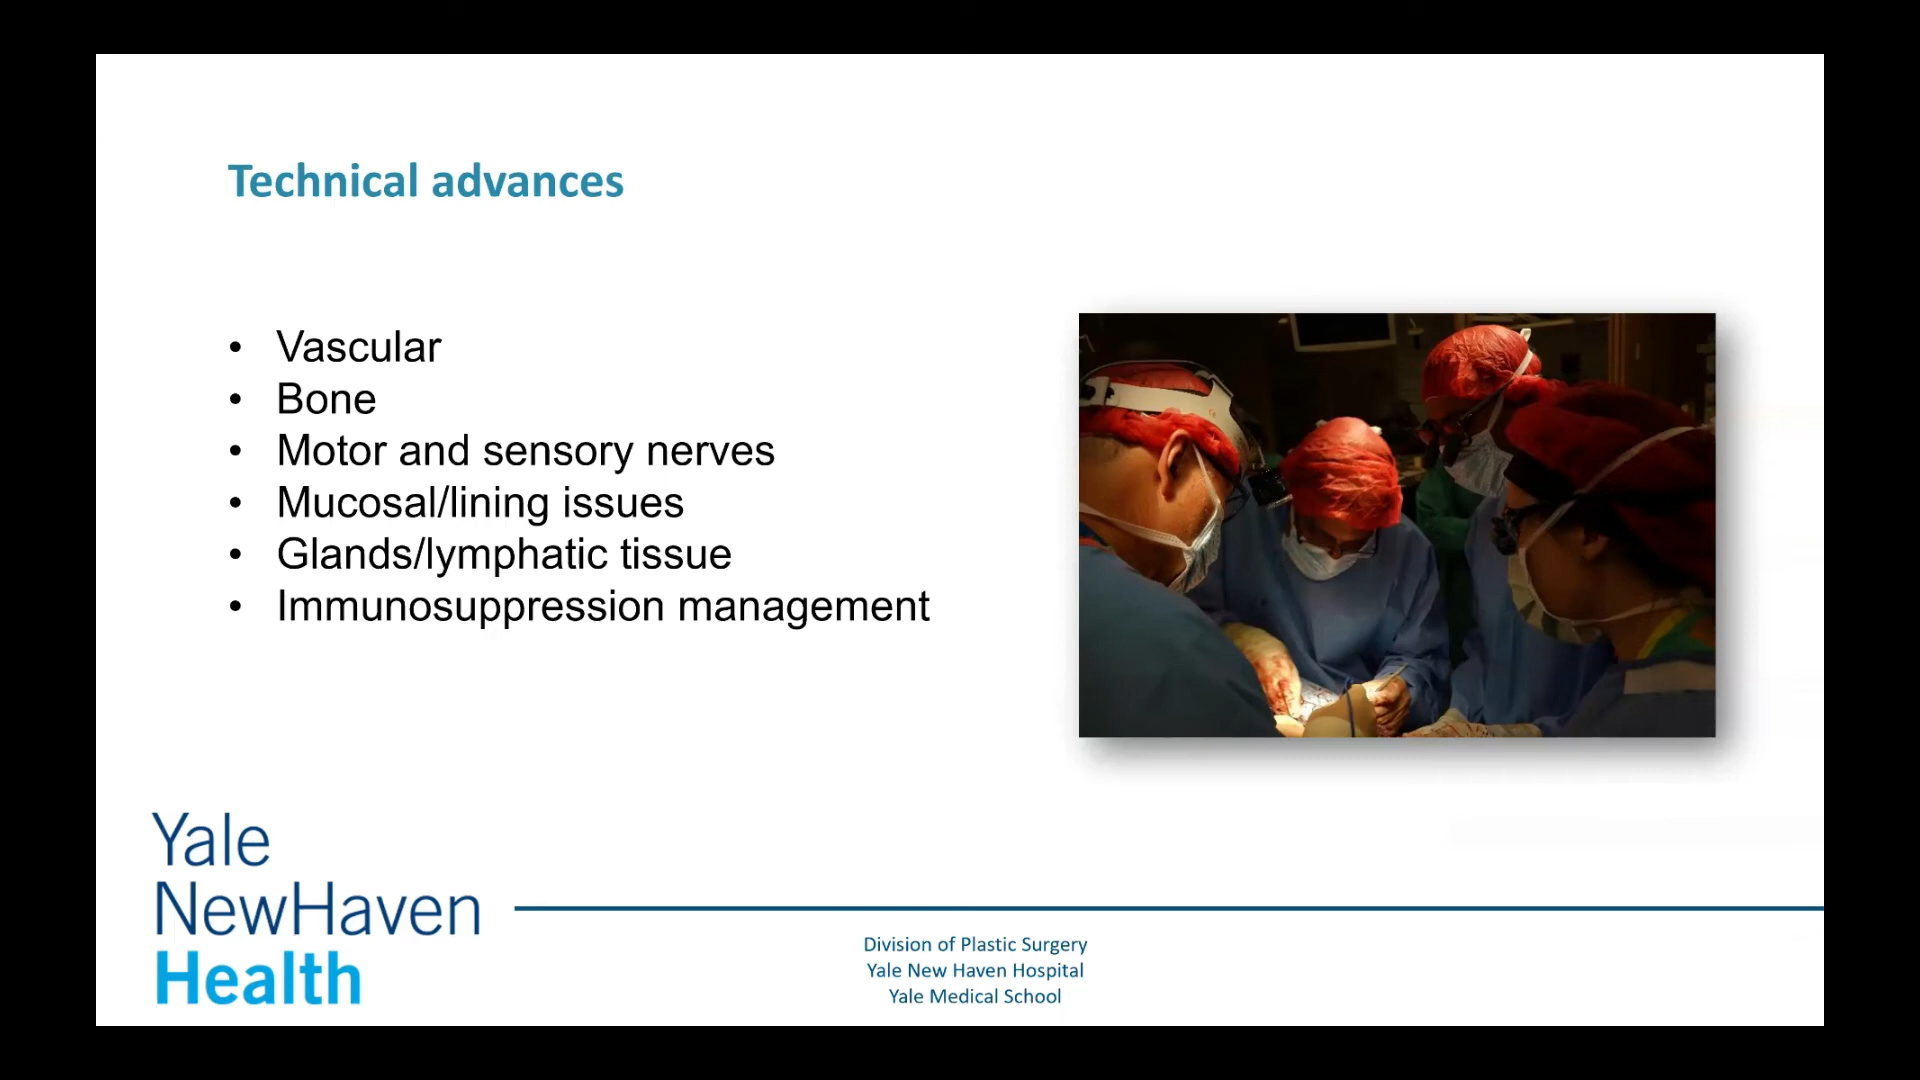 Technical advances
• Vascular
• Bone
• Motor and sensory nerves
• Mucosal/lining issues
• Glands/lymphatic tissue
• Immunosuppression management
Yale
NewHaven
Health
Division of Plastic Surgery
Yale New Haven Hospital
Yale Medical School